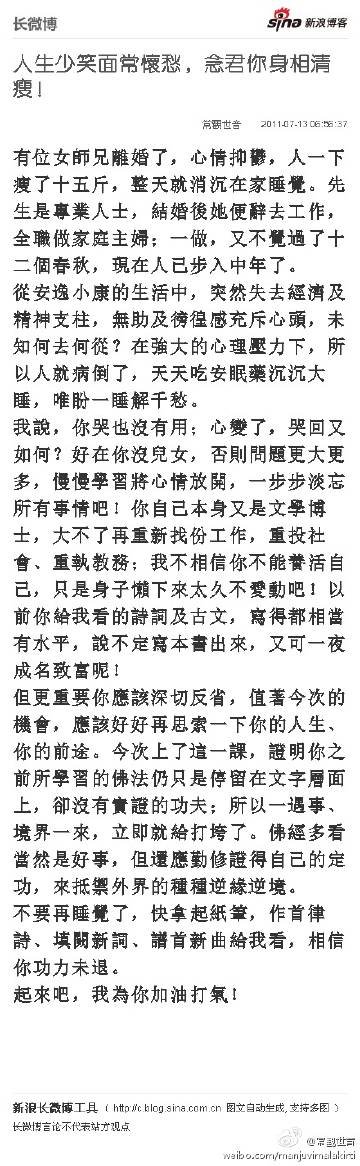 长微博
sina 新浪博客
人生少笑面常懷愁，念君你身相清
瘦！
常觀世音 2011-07-13 06:56:37
有位女師兄離婚了，心情抑鬱，人一下
瘦了十五斤，整天就消沉在家睡覺。先
生是專業人士，結婚後她便辭去工作，
全職做家庭主婦；一做，又不覺過了十
二個春秋，現在人已步入中年了。
從安逸小康的生活中，突然失去經濟及
精神支柱，無助及徬徨感充斥心頭，未
知何去何從？在強大的心理壓力下，所
以人就病倒了，天天吃安眠藥沉沉大
睡，唯盼一睡解千愁。
我說，你哭也沒有用；心變了，哭回又
如何？好在你沒兒女，否則問題更大更
多，慢慢學習將心情放開，一步步淡忘
所有事情吧！你自己本身又是文學博
士，大不了再重新找份工作，重投社
會、重執教務；我不相信你不能養活自
己，只是身子懶下來太久不愛動吧！以
前你給我看的詩詞及古文，寫得都相當
有水平，說不定寫本書出來，又可一夜
成名致富呢！
但更重要你應該深切反省，值著今次的
機會，應該好好再思索一下你的人生、
你的前途。今次上了這一課，證明你之
前所學習的佛法仍只是停留在文字層面
上，卻沒有實證的功夫；所以一遇事、
境界一來，立即就給打垮了。佛經多看
當然是好事，但還應勤修證得自己的定
功，來抵禦外界的種種逆緣逆境。
不要再睡覺了，快拿起紙筆，作首律
詩、填闋新詞、譜首新曲給我看，相信
你功力未退。
起來吧，我為你加油打氣！
新浪长微博工具（ http://c.blog.sina.com.cn 图文自动生成,支持多图 ）
长微博言论不代表站方观点
@常觀世音
weibo.com/manjuvimalakirti